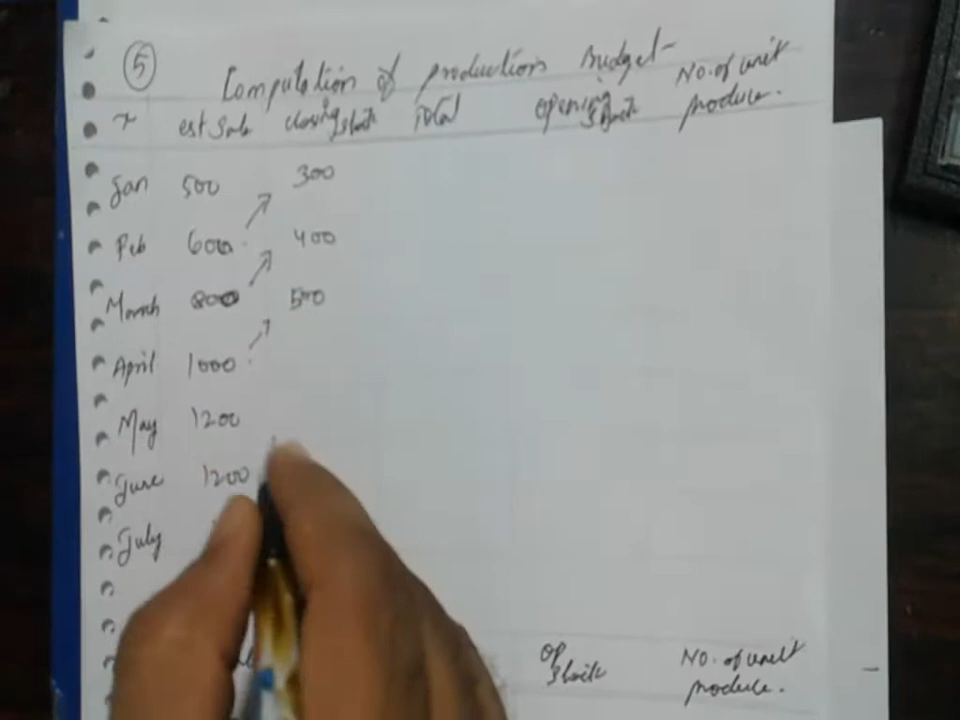 5
Computation of production Budget
est Sale closing stock Total opening stock No. of unit produce.
Jan 500 300
Feb 600 400
March 800 500
April 1000
May 1200
June 1200
July
op stock No. of unit produce.